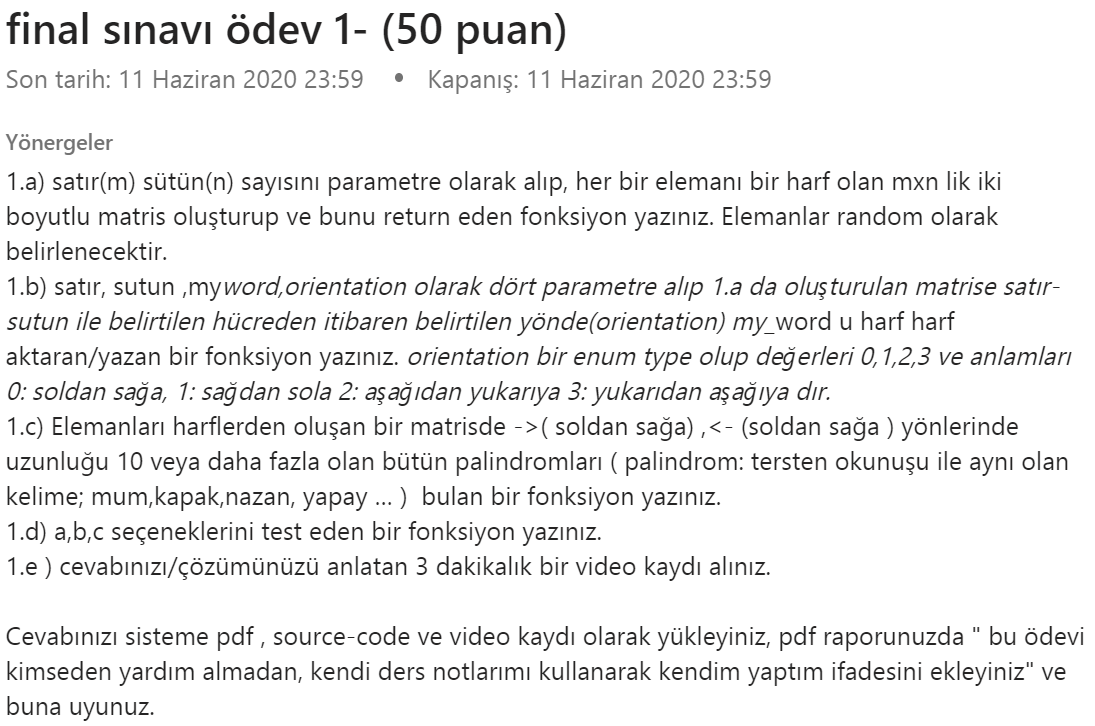 final sınavı ödev 1- (50 puan)
Son tarih: 11 Haziran 2020 23:59 • Kapanış: 11 Haziran 2020 23:59
Yönergeler
1.a) satır(m) sütün(n) sayısını parametre olarak alıp, her bir elemanı bir harf olan mxn lik iki
boyutlu matris oluşturup ve bunu return eden fonksiyon yazınız. Elemanlar random olarak
belirlenecektir.
1.b) satır, sutun ,myword,orientation olarak dört parametre alıp 1.a da oluşturulan matrise satır-
sutun ile belirtilen hücreden itibaren belirtilen yönde(orientation) my_word u harf harf
aktaran/yazan bir fonksiyon yazınız. orientation bir enum type olup değerleri 0,1,2,3 ve anlamları
0: soldan sağa, 1: sağdan sola 2: aşağıdan yukarıya 3: yukarıdan aşağıya dır.
1.c) Elemanları harflerden oluşan bir matrisde ->( soldan sağa) ,<- (soldan sağa ) yönlerinde
uzunluğu 10 veya daha fazla olan bütün palindromları ( palindrom: tersten okunuşu ile aynı olan
kelime; mum,kapak,nazan, yapay ... )  bulan bir fonksiyon yazınız.
1.d) a,b,c seçeneklerini test eden bir fonksiyon yazınız.
1.e ) cevabınızı/çözümünüzü anlatan 3 dakikalık bir video kaydı alınız.
Cevabınızı sisteme pdf , source-code ve video kaydı olarak yükleyiniz, pdf raporunuzda " bu ödevi
kimseden yardım almadan, kendi ders notlarımı kullanarak kendim yaptım ifadesini ekleyiniz" ve
buna uyunuz.